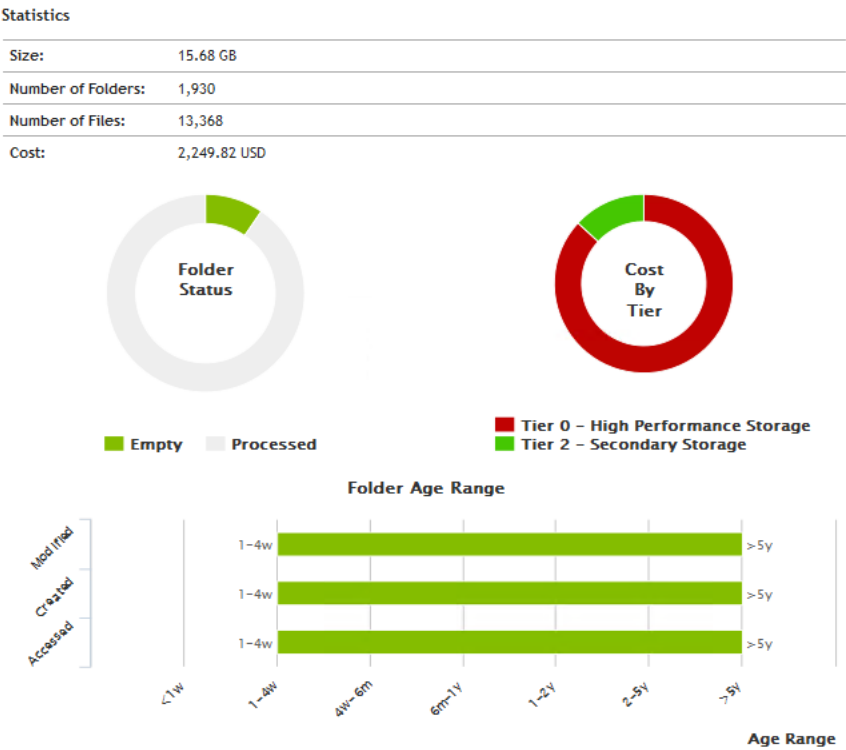 Statistics
Size: 15.68 GB
Number of Folders: 1,930
Number of Files: 13,368
Cost: 2,249.82 USD
Folder
Status
Cost
By
Tier
Empty Processed
Tier 0 - High Performance Storage
Tier 2 - Secondary Storage
Folder Age Range
Modified 1-4w >5y
Created 1-4w >5y
Accessed 1-4w >5y
<1w 1-4w 4w-6m 6m-1y 1-2y 2-5y >5y
Age Range